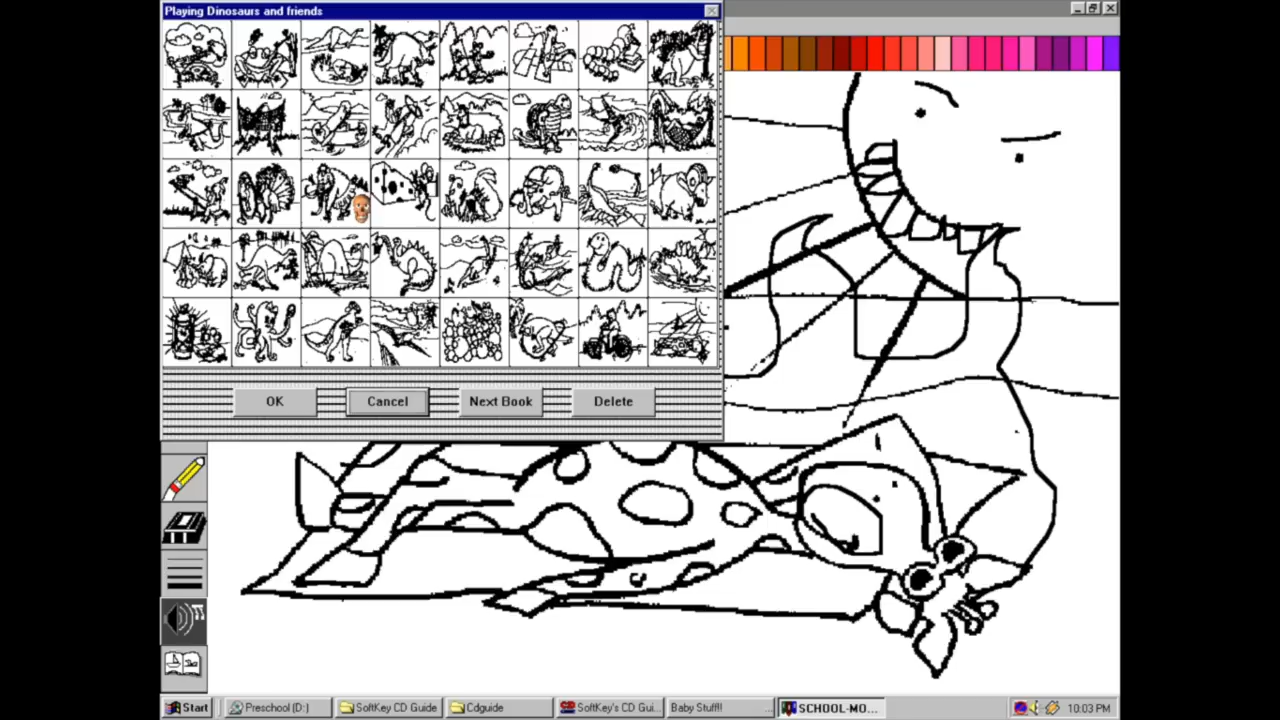 Playing Dinosaurs and friends
OK
Cancel
Next Book
Delete
Start
Preschool (D:)
SoftKey CD Guide
Cdguide
SoftKey's CD Gui...
Baby Stuff!! ...
SCHOOL-MO...
10:03 PM